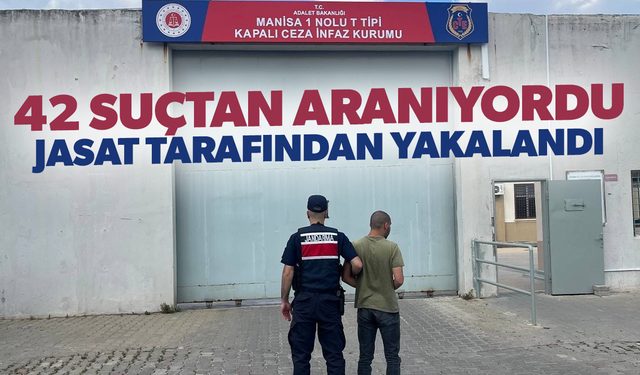 T.C.
ADALET BAKANLIĞI
MANİSA 1 NOLU T TİPİ
KAPALI CEZA İNFAZ KURUMU
42 SUÇTAN ARANIYORDU
JASAT TARAFINDAN YAKALANDI
JANDARMA